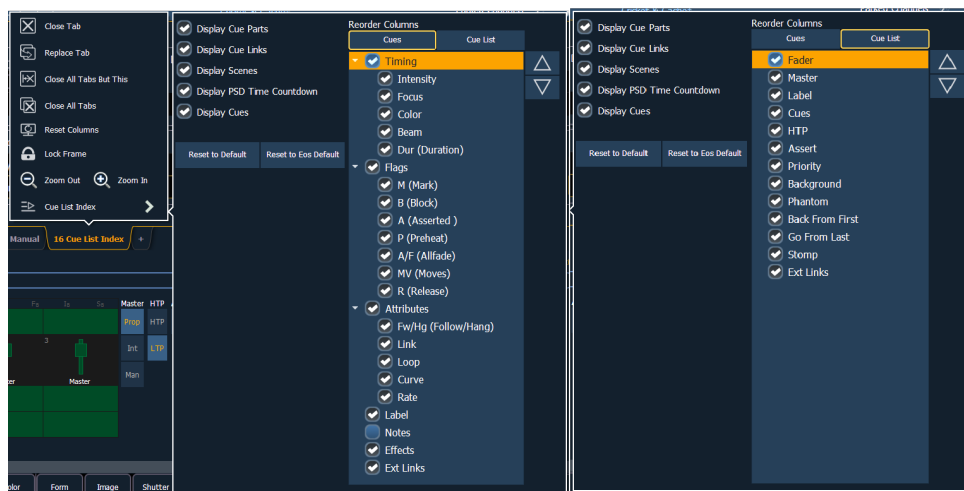 Close Tab
Replace Tab
Close All Tabs But This
Close All Tabs
Reset Columns
Lock Frame
Zoom Out Zoom In
Cue List Index
Manual 16 Cue List Index +
Fs Io Se Master HTP
Prop HTP
3 Int LTP
Master
Man
Form Image Shutter
Display Cue Parts
Display Cue Links
Display Scenes
Display PSD Time Countdown
Display Cues
Reset to Default Reset to Eos Default
Reorder Columns
Cues Cue List
Timing
Intensity
Focus
Color
Beam
Dur (Duration)
Flags
M (Mark)
B (Block)
A (Asserted )
P (Preheat)
A/F (Allfade)
MV (Moves)
R (Release)
Attributes
Fw/Hg (Follow/Hang)
Link
Loop
Curve
Rate
Label
Notes
Effects
Ext Links
Display Cue Parts
Display Cue Links
Display Scenes
Display PSD Time Countdown
Display Cues
Reset to Default Reset to Eos Default
Reorder Columns
Cues Cue List
Fader
Master
Label
Cues
HTP
Assert
Priority
Background
Phantom
Back From First
Go From Last
Stomp
Ext Links